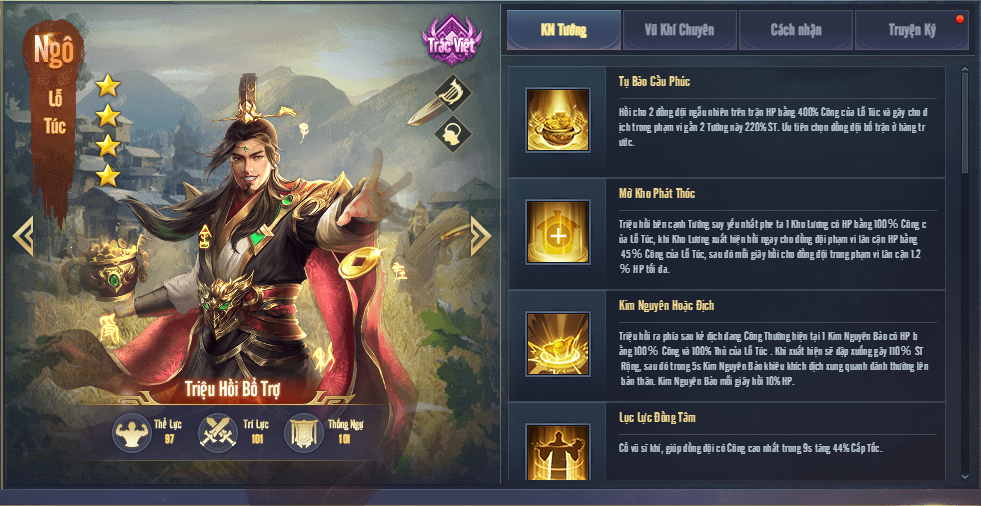 Ngô
Lỗ
Túc
Trác Việt
Triệu Hồi Bổ Trợ
Thể Lực
97
Trí Lực
101
Thống Ngự
101
KN Tướng
Vũ Khí Chuyên
Cách nhận
Truyện Ký
Tụ Bảo Cầu Phúc
Hồi cho 2 đồng đội ngẫu nhiên trên trận HP bằng 400% Công của Lỗ Túc và gây cho đ
ịch trong phạm vi gần 2 Tướng này 220% ST. Ưu tiên chọn đồng đội bố trận ở hàng tr
ước.
Mở Kho Phát Thóc
Triệu hồi bên cạnh Tướng suy yếu nhất phe ta 1 Kho Lương có HP bằng 100% Công c
ủa Lỗ Túc, khi Kho Lương xuất hiện hồi ngay cho đồng đội phạm vi lân cận HP bằng
45% Công của Lỗ Túc, sau đó mỗi giây hồi cho đồng đội trong phạm vi lân cận 1.2
% HP tối đa.
Kim Nguyên Hoặc Địch
Triệu hồi ra phía sau kẻ địch đang Công Thường hiện tại 1 Kim Nguyên Bảo có HP b
ằng 100% Công và 100% Thủ của Lỗ Túc . Khi xuất hiện sẽ đập xuống gây 110% ST
Rộng, sau đó trong 5s Kim Nguyên Bảo khiêu khích địch xung quanh đánh thường lên
bản thân. Kim Nguyên Bảo mỗi giây hồi 10% HP.
Lục Lực Đồng Tâm
Cổ vũ sĩ khí, giúp đồng đội có Công cao nhất trong 9s tăng 44% Cấp Tốc.